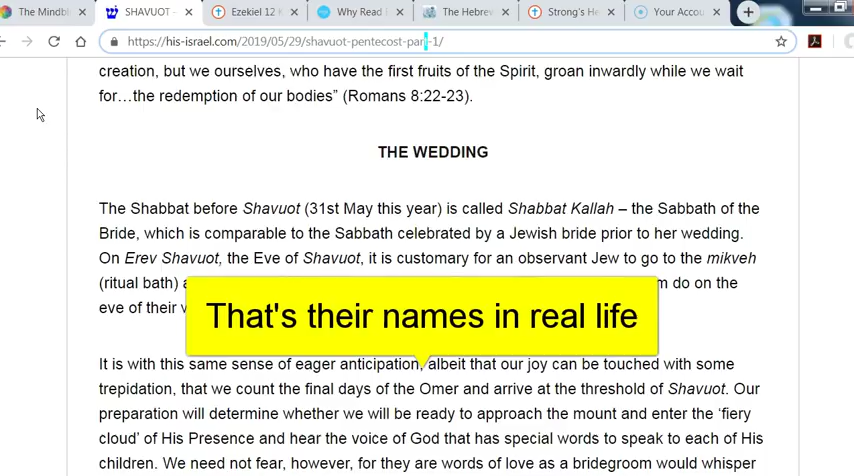 The Mindbl
SHAVUOT –
Ezekiel 12 K
Why Read
The Hebrew
Strong's He
Your Accou
https://his-israel.com/2019/05/29/shavuot-pentecost-part-1/
creation, but we ourselves, who have the first fruits of the Spirit, groan inwardly while we wait
for…the redemption of our bodies” (Romans 8:22-23).
THE WEDDING
The Shabbat before Shavuot (31st May this year) is called Shabbat Kallah – the Sabbath of the
Bride, which is comparable to the Sabbath celebrated by a Jewish bride prior to her wedding.
On Erev Shavuot, the Eve of Shavuot, it is customary for an observant Jew to go to the mikveh
(ritual bath) m do on the
eve of their
That's their names in real life
It is with this same sense of eager anticipation, albeit that our joy can be touched with some
trepidation, that we count the final days of the Omer and arrive at the threshold of Shavuot. Our
preparation will determine whether we will be ready to approach the mount and enter the ‘fiery
cloud’ of His Presence and hear the voice of God that has special words to speak to each of His
children. We need not fear, however, for they are words of love as a bridegroom would whisper